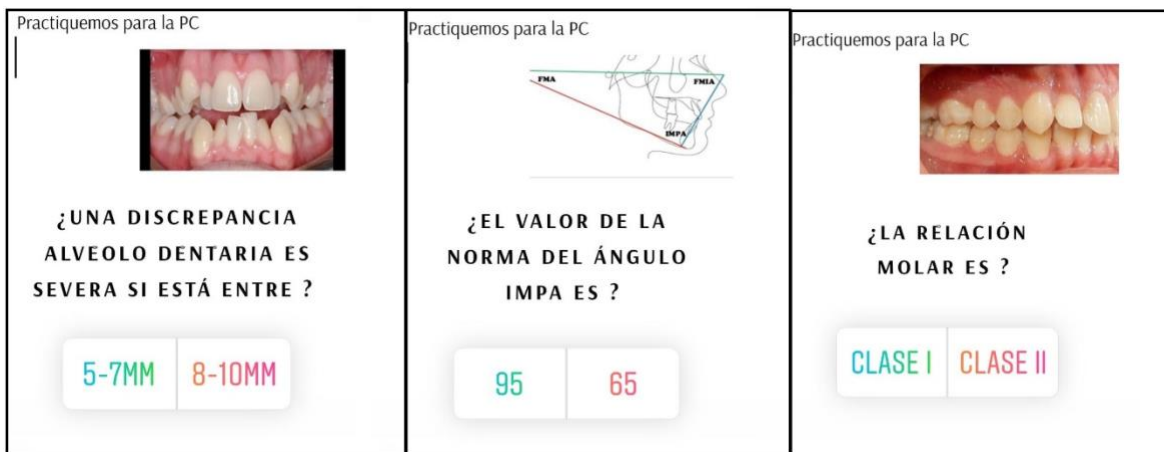 Practiquemos para la PC
¿UNA DISCREPANCIA
ALVEOLO DENTARIA ES
SEVERA SI ESTÁ ENTRE ?
5-7MM
8-10MM
Practiquemos para la PC
FMA
FMIA
IMPA
¿EL VALOR DE LA
NORMA DEL ÁNGULO
IMPA ES ?
95
65
Practiquemos para la PC
¿LA RELACIÓN
MOLAR ES ?
CLASE I
CLASE II